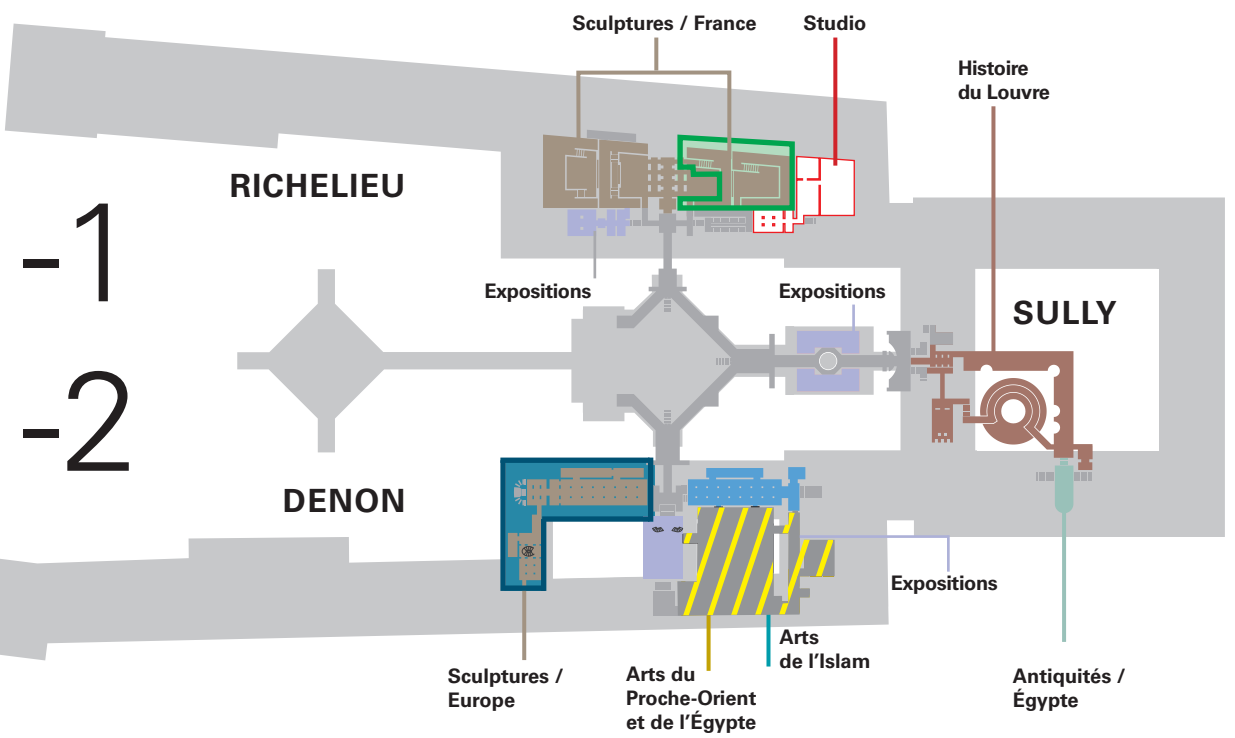 Sculptures / France
Studio
Histoire
du Louvre
RICHELIEU
-1
Expositions
Expositions
SULLY
-2
DENON
Expositions
Arts
de l'Islam
Sculptures /
Europe
Arts du
Proche-Orient
et de l'Égypte
Antiquités /
Égypte